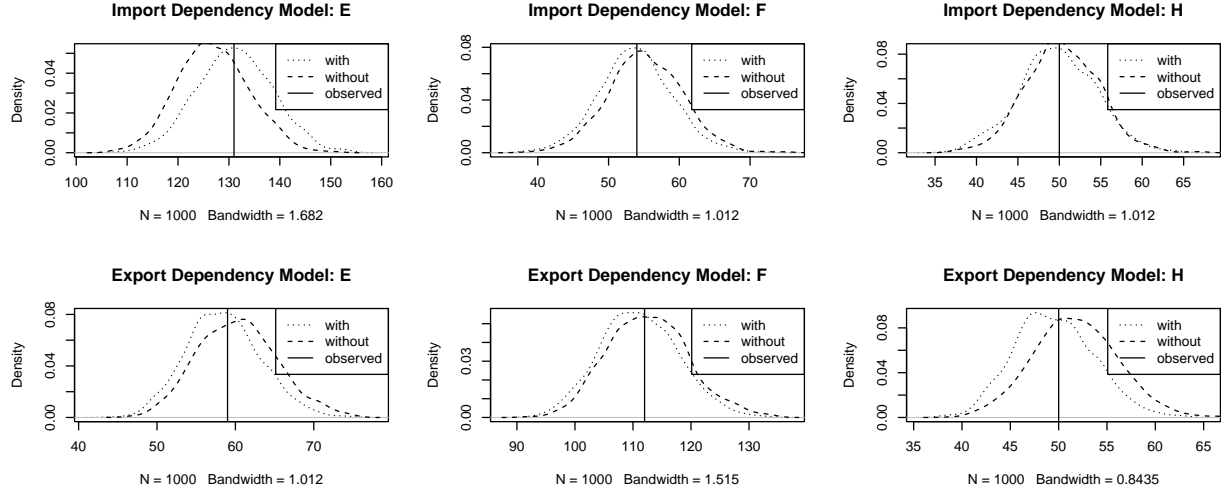 Import Dependency Model: E
Density
0.00 0.02 0.04
with
without
observed
100 110 120 130 140 150 160
N = 1000 Bandwidth = 1.682
Import Dependency Model: F
Density
0.00 0.04 0.08
with
without
observed
40 50 60 70
N = 1000 Bandwidth = 1.012
Import Dependency Model: H
Density
0.00 0.04 0.08
with
without
observed
35 40 45 50 55 60 65
N = 1000 Bandwidth = 1.012
Export Dependency Model: E
Density
0.00 0.04 0.08
with
without
observed
40 50 60 70
N = 1000 Bandwidth = 1.012
Export Dependency Model: F
Density
0.00 0.03
with
without
observed
90 100 110 120 130
N = 1000 Bandwidth = 1.515
Export Dependency Model: H
Density
0.00 0.04 0.08
with
without
observed
35 40 45 50 55 60 65
N = 1000 Bandwidth = 0.8435